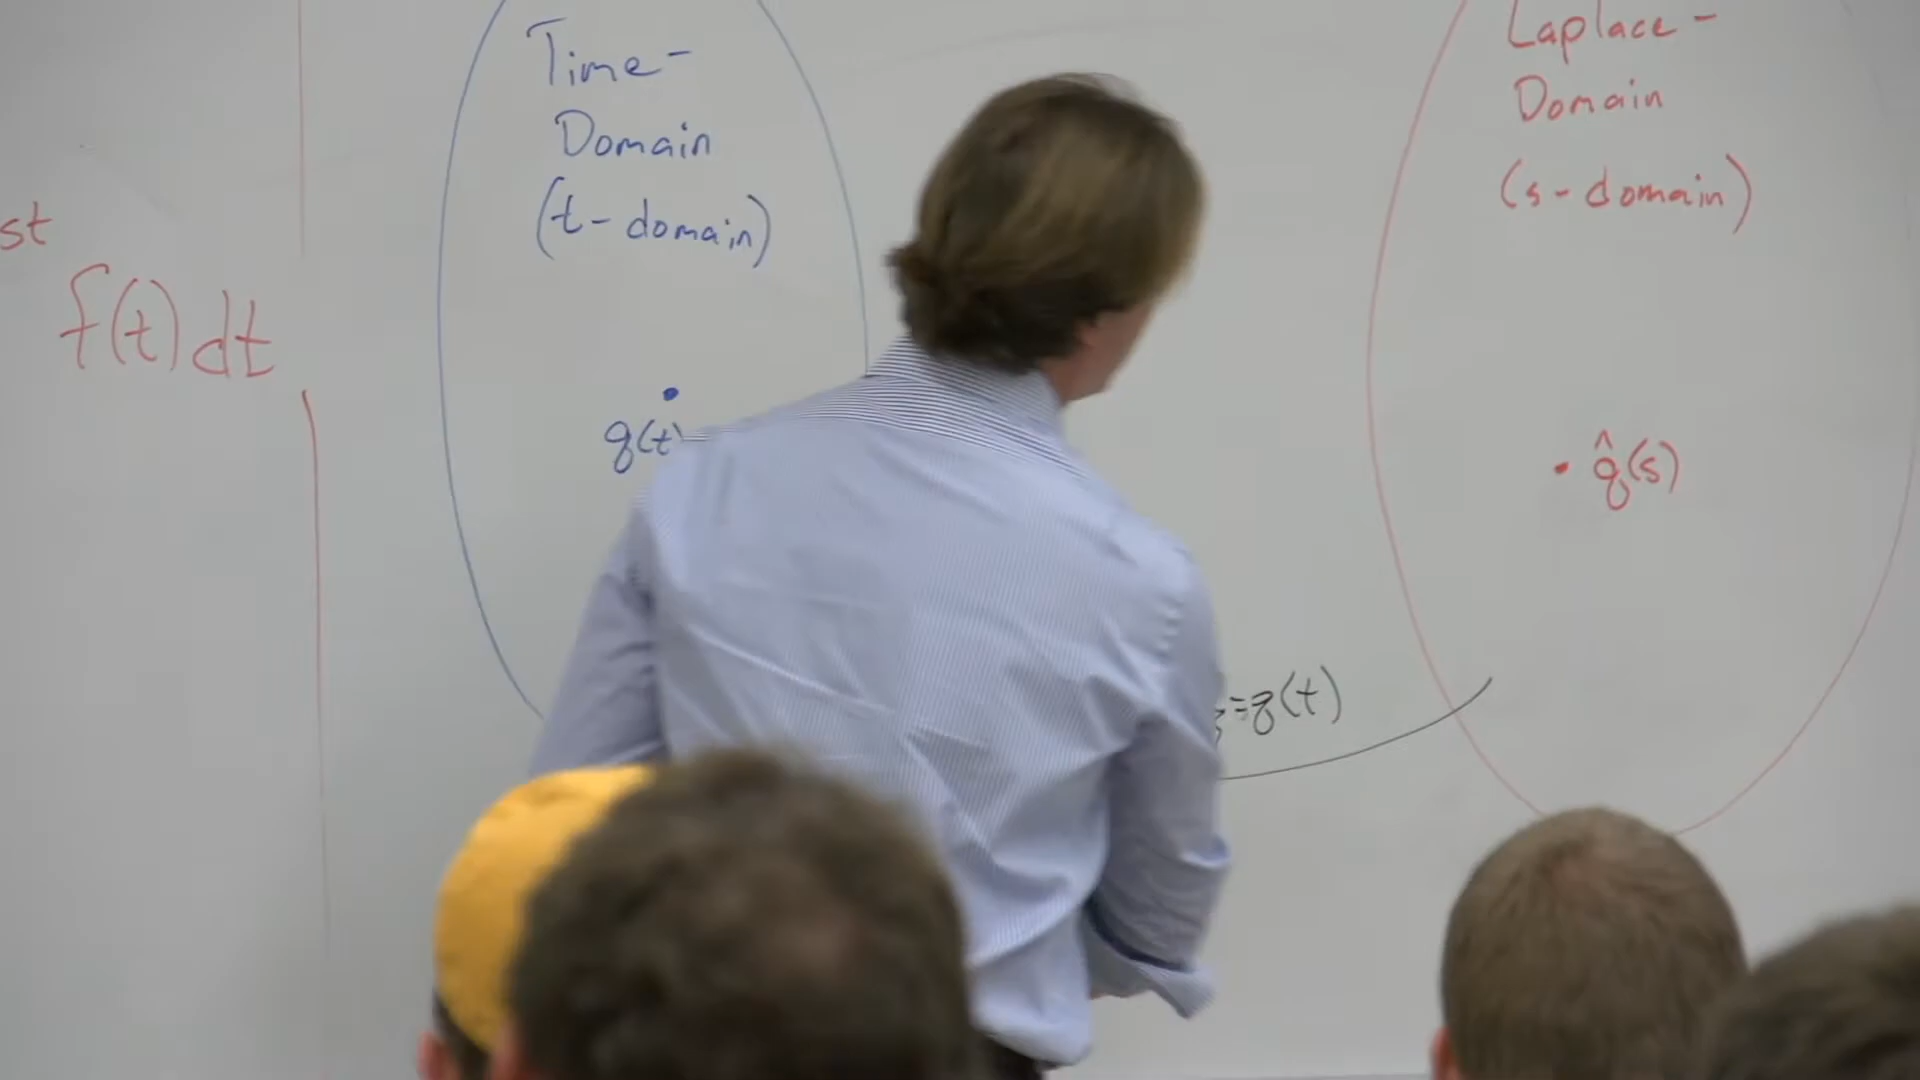 st
f(t)dt
Time-
Domain
(t-domain)
q(t)
=q(t)
Laplace-
Domain
(s-domain)
q̂(s)